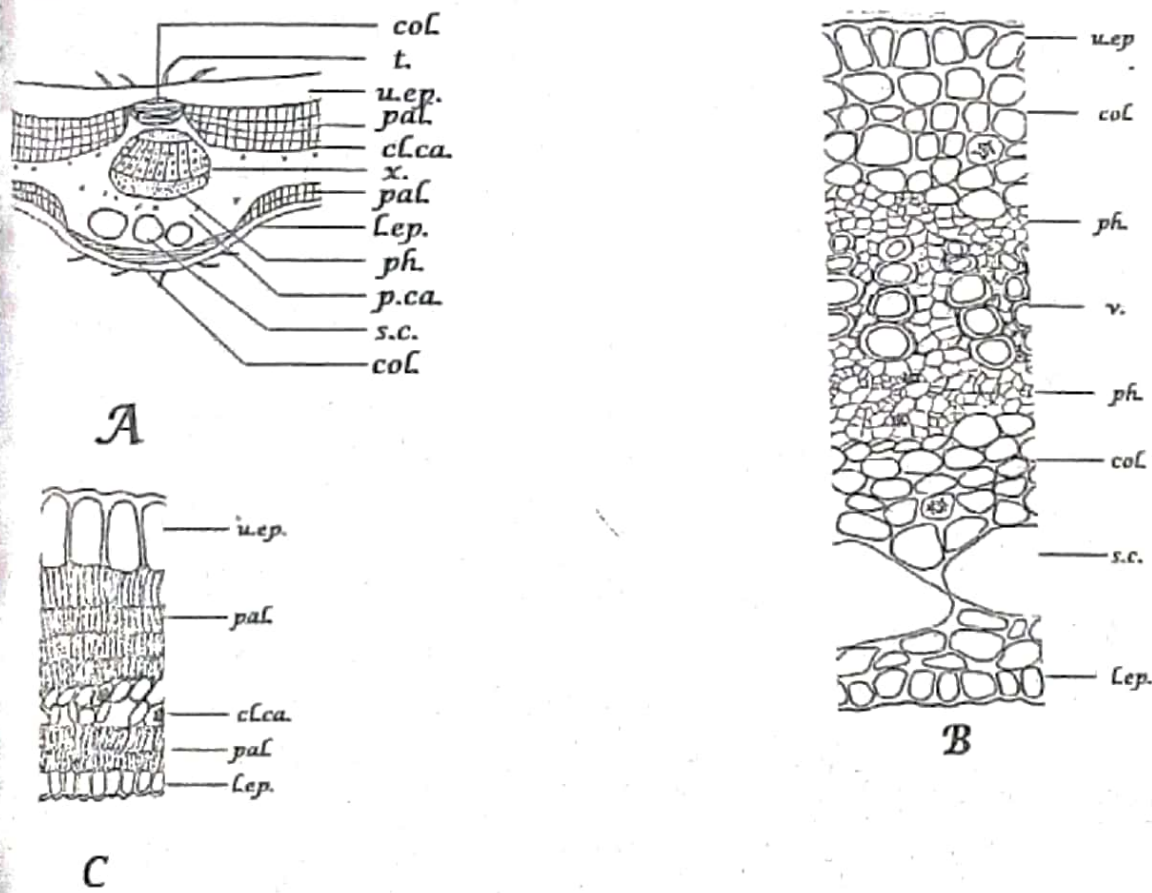 col.
t.
u.ep.
pal.
cl.ca.
x.
pal.
l.ep.
ph.
p.ca.
s.c.
col.
A
u.ep
col.
ph.
v.
ph.
col.
s.c.
l.ep.
B
u.ep.
pal.
cl.ca.
pal
l.ep.
C